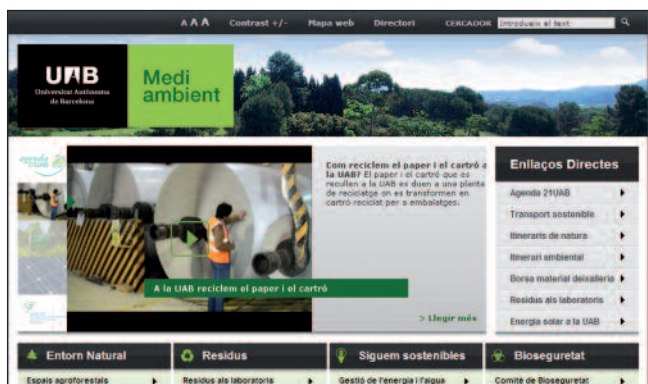 A A A Contrast +/- Mapa web Directori CERCADOR Introdueix el text
UAB
Universitat Autònoma
de Barcelona
Medi
ambient
agenda
UAB
Com reciclem el paper i el cartró a
la UAB? El paper i el cartró que es
recullen a la UAB es duen a una planta
de reciclatge on es transformen en
cartró reciclat per a embalatges.
A la UAB reciclem el paper i el cartró
> Llegir més
Enllaços Directes
Agenda 21UAB
Transport sostenible
Itineraris de natura
Itinerari ambiental
Borsa material deixalleria
Residus als laboratoris
Energia solar a la UAB
Entorn Natural
Espais agroforestals
Residus
Residus als laboratoris
Siguem sostenibles
Gestió de l'energia i l'aigua
Bioseguretat
Comitè de Bioseguretat